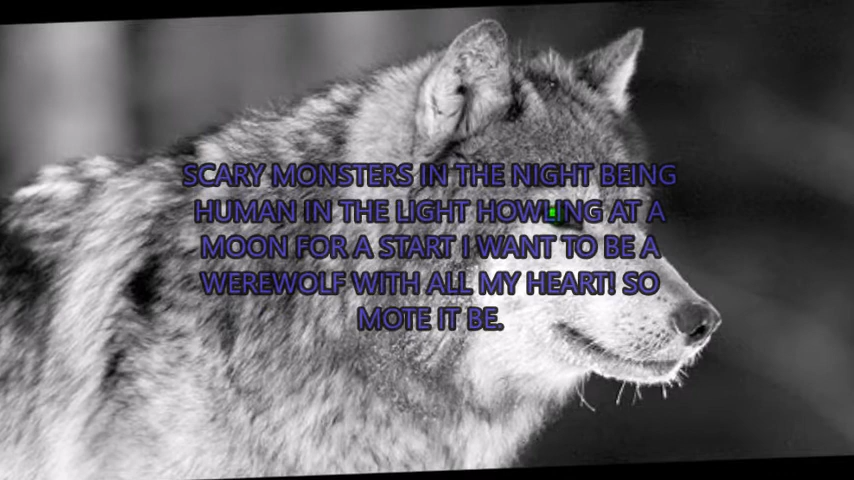 SCARY MONSTERS IN THE NIGHT BEING
HUMAN IN THE LIGHT HOWLING AT A
MOON FOR A START I WANT TO BE A
WEREWOLF WITH ALL MY HEART! SO
MOTE IT BE.